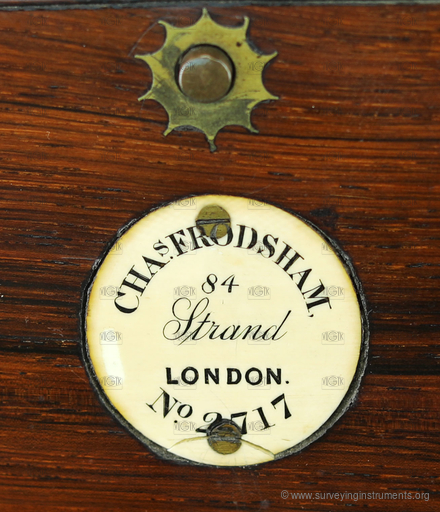 CHAS. FRODSHAM,
84
Strand
LONDON.
No. 2717
© www.surveyinginstruments.org